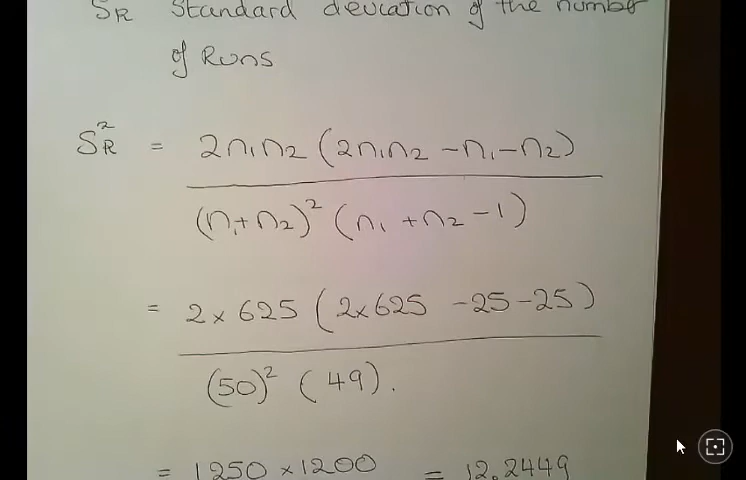 SR Standard deviation of the number
of Runs
S²R = 2n₁n₂ (2n₁n₂ - n₁ - n₂)
(n₁ + n₂)² (n₁ + n₂ - 1)
= 2 × 625 (2 × 625 - 25 - 25)
(50)² (49).
= 1250 × 1200 = 12.2449